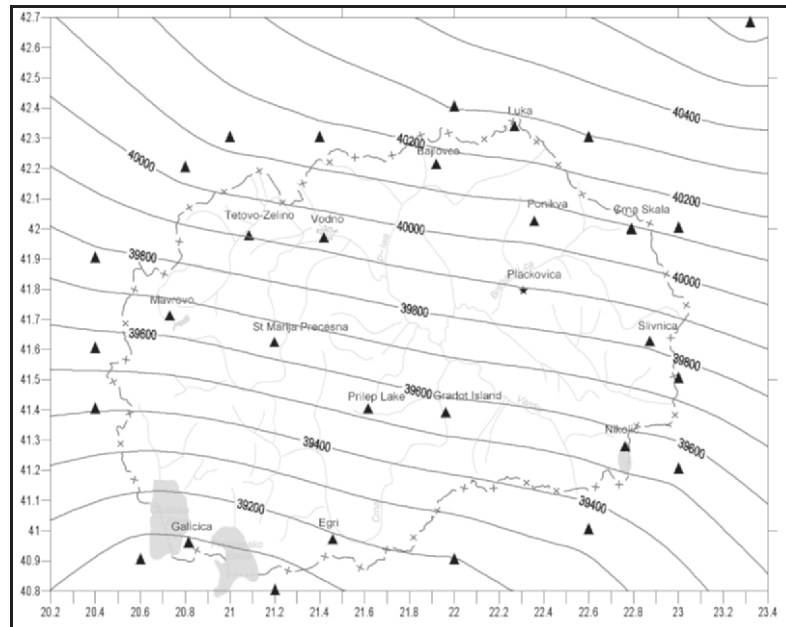 42.7
42.6
42.5
42.4
42.3
42.2
42.1
42
41.9
41.8
41.7
41.6
41.5
41.4
41.3
41.2
41.1
41
40.9
40.8
20.2 20.4 20.6 20.8 21 21.2 21.4 21.6 21.8 22 22.2 22.4 22.6 22.8 23 23.2 23.4
40400
Luka
40200
Bajlovce
40000
40200
Ponikva
Crna Skala
Tetovo-Zelino
Vodno
40000
40000
39800
Plackovica
Mavrovo
39800
St Marija Precesna
Slivnica
39600
39800
39600
Prilep Lake
Gradot Island
Nikolic
39400
39600
39200
39400
Galicica
Egri